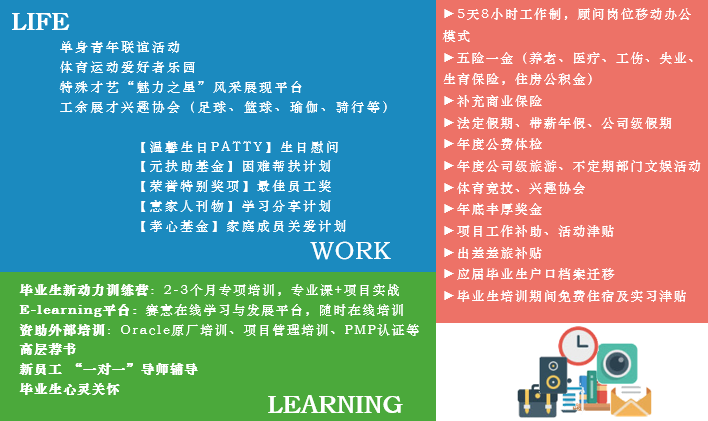 LIFE
单身青年联谊活动
体育运动爱好者乐园
特殊才艺“魅力之星”风采展现平台
工余展才兴趣协会（足球、篮球、瑜伽、骑行等）
【温馨生日PATTY】生日慰问
【元扶助基金】困难帮扶计划
【荣誉特别奖项】最佳员工奖
【意家人刊物】学习分享计划
【孝心基金】家庭成员关爱计划
WORK
毕业生新动力训练营：2-3个月专项培训，专业课+项目实战
E-learning平台：赛意在线学习与发展平台，随时在线培训
资助外部培训：Oracle原厂培训、项目管理培训、PMP认证等
高层荐书
新员工 “一对一”导师辅导
毕业生心灵关怀
LEARNING
►5天8小时工作制，顾问岗位移动办公
模式
►五险一金（养老、医疗、工伤、失业、
生育保险，住房公积金）
►补充商业保险
►法定假期、带薪年假、公司级假期
►年度公费体检
►年度公司级旅游、不定期部门文娱活动
►体育竞技、兴趣协会
►年底丰厚奖金
►项目工作补助、活动津贴
►出差差旅补贴
►应届毕业生户口档案迁移
►毕业生培训期间免费住宿及实习津贴